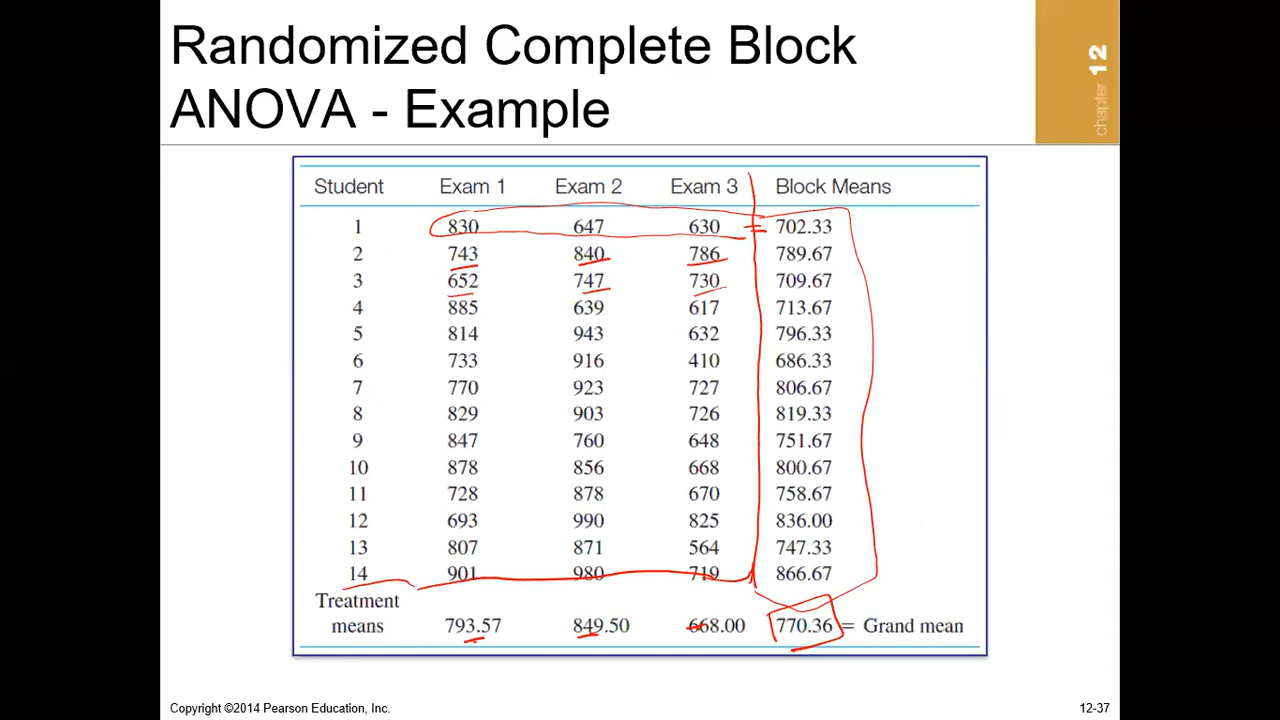 Randomized Complete Block
ANOVA - Example
chapter 12
Student Exam 1 Exam 2 Exam 3 Block Means
1 830 647 630 702.33
2 743 840 786 789.67
3 652 747 730 709.67
4 885 639 617 713.67
5 814 943 632 796.33
6 733 916 410 686.33
7 770 923 727 806.67
8 829 903 726 819.33
9 847 760 648 751.67
10 878 856 668 800.67
11 728 878 670 758.67
12 693 990 825 836.00
13 807 871 564 747.33
14 901 980 719 866.67
Treatment
means 793.57 849.50 668.00 770.36 = Grand mean
Copyright ©2014 Pearson Education, Inc. 12-37